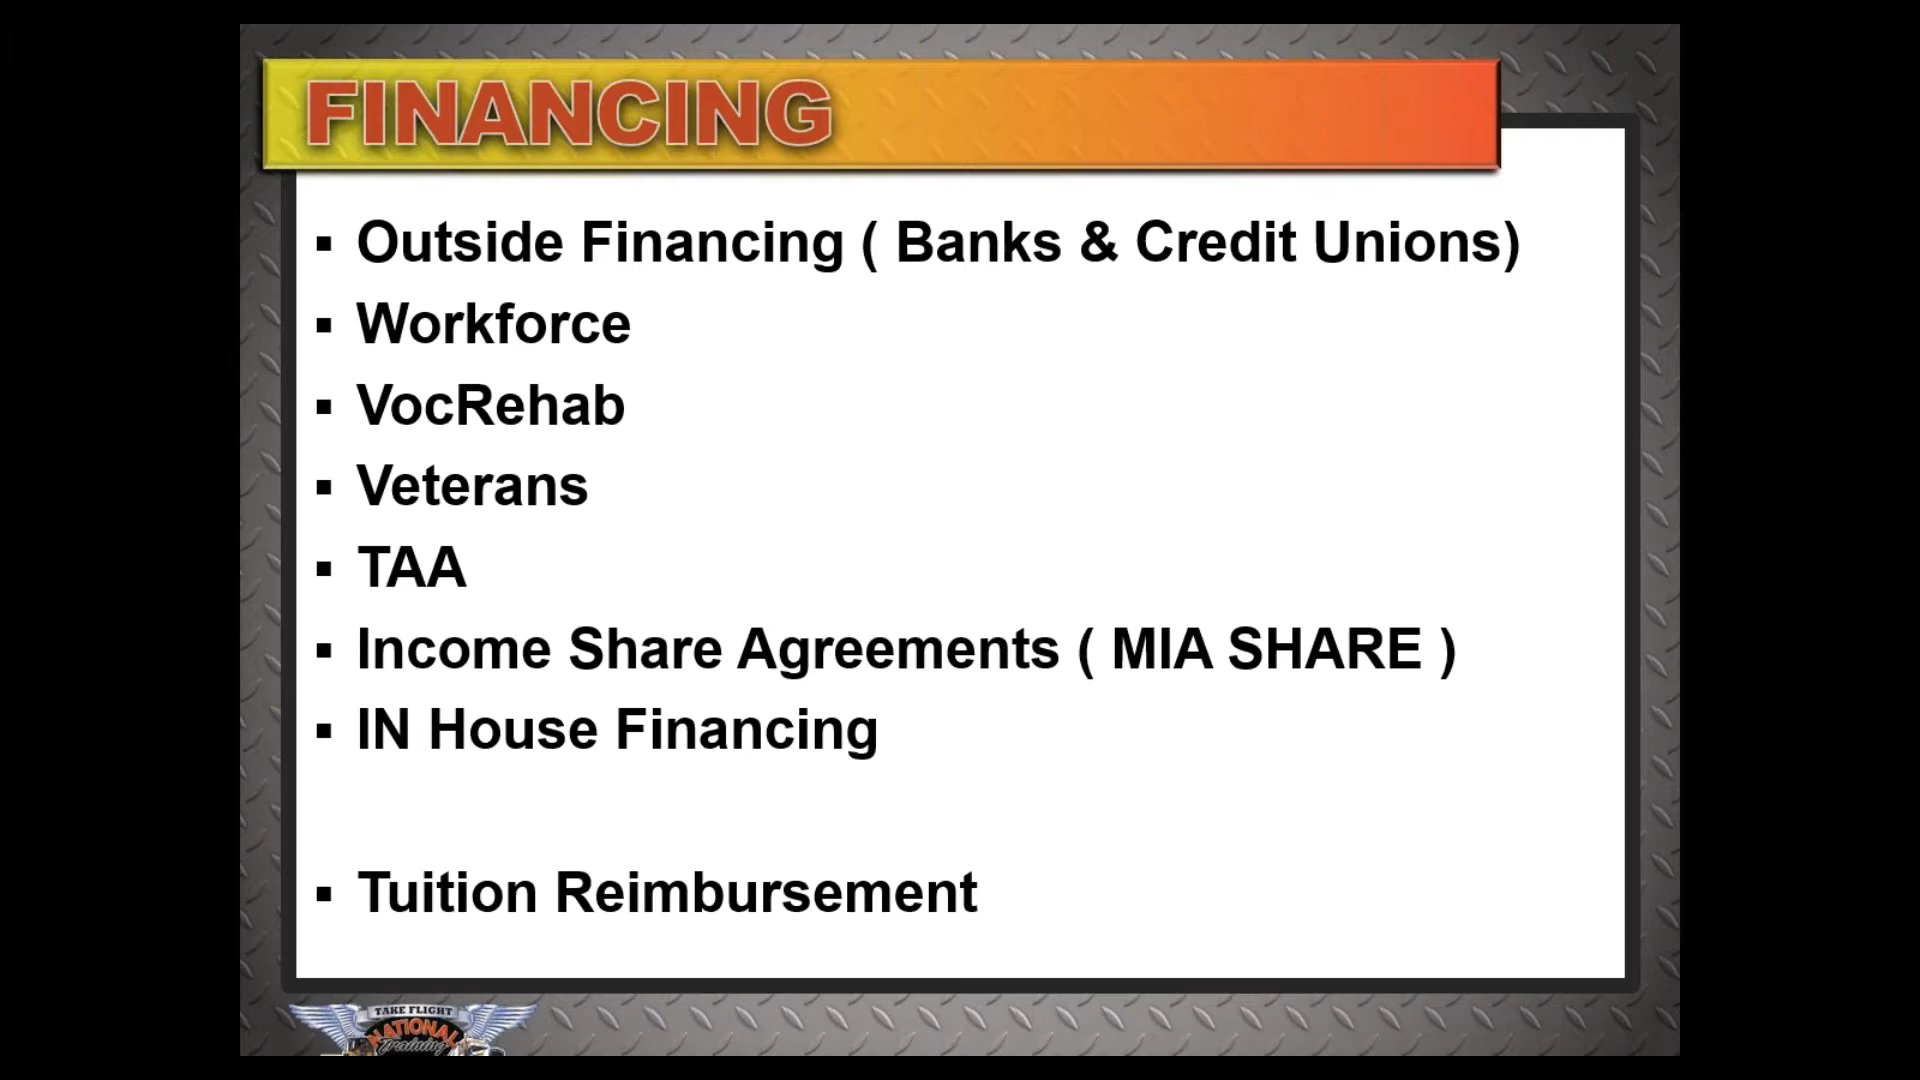 FINANCING
▪ Outside Financing ( Banks & Credit Unions)
▪ Workforce
▪ VocRehab
▪ Veterans
▪ TAA
▪ Income Share Agreements ( MIA SHARE )
▪ IN House Financing
▪ Tuition Reimbursement
TAKE FLIGHT
NATIONAL
Training